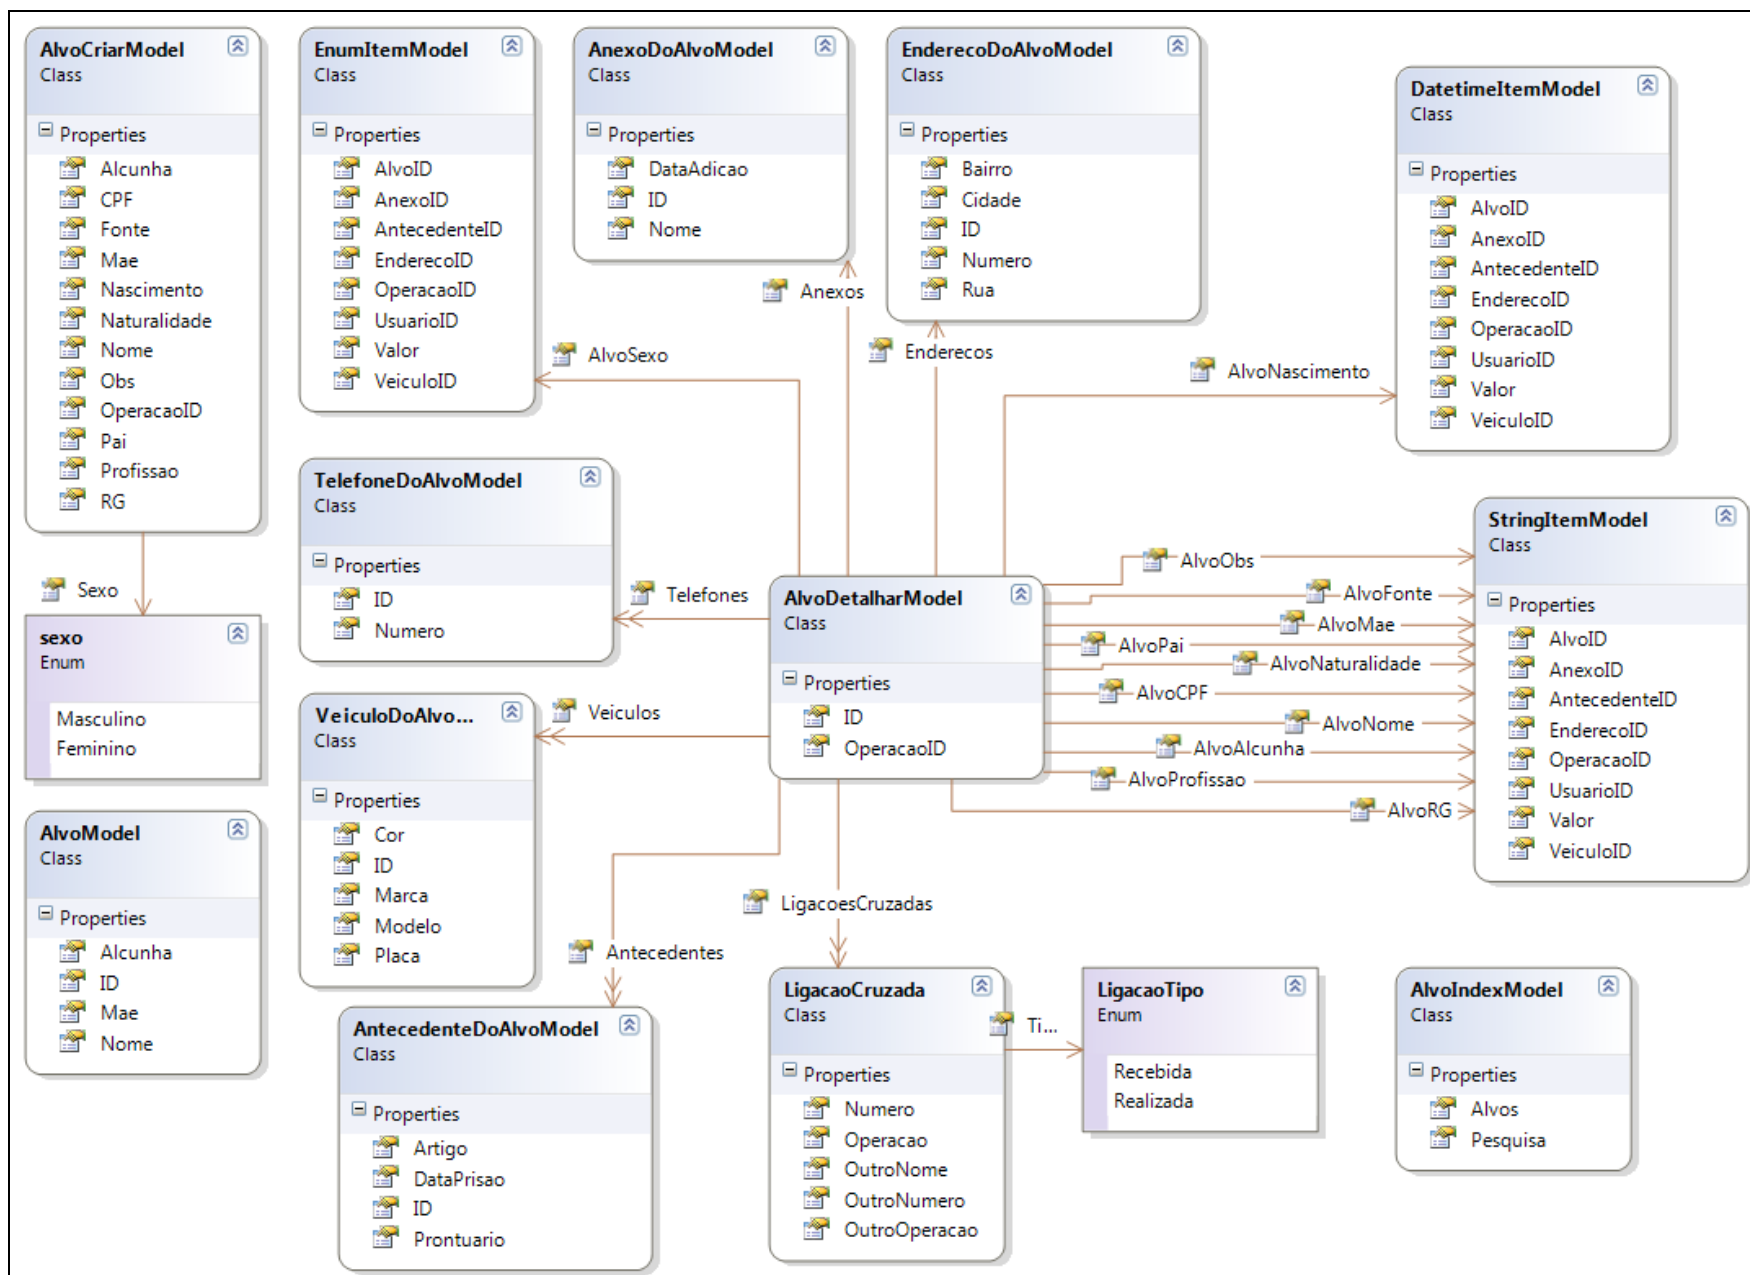 AlvoCriarModel
Class
Properties
Alcunha
CPF
Fonte
Mae
Nascimento
Naturalidade
Nome
Obs
OperacaoID
Pai
Profissao
RG
Sexo
sexo
Enum
Masculino
Feminino
AlvoModel
Class
Properties
Alcunha
ID
Mae
Nome
EnumItemModel
Class
Properties
AlvoID
AnexoID
AntecedenteID
EnderecoID
OperacaoID
UsuarioID
Valor
VeiculoID
AlvoSexo
TelefoneDoAlvoModel
Class
Properties
ID
Numero
Telefones
VeiculoDoAlvo...
Class
Properties
Cor
ID
Marca
Modelo
Placa
Veiculos
Antecedentes
AntecedenteDoAlvoModel
Class
Properties
Artigo
DataPrisao
ID
Prontuario
AnexoDoAlvoModel
Class
Properties
DataAdicao
ID
Nome
Anexos
EnderecoDoAlvoModel
Class
Properties
Bairro
Cidade
ID
Numero
Rua
Enderecos
AlvoDetalharModel
Class
Properties
ID
OperacaoID
LigacoesCruzadas
LigacaoCruzada
Class
Properties
Numero
Operacao
OutroNome
OutroNumero
OutroOperacao
Ti...
LigacaoTipo
Enum
Recebida
Realizada
AlvoNascimento
DatetimeItemModel
Class
Properties
AlvoID
AnexoID
AntecedenteID
EnderecoID
OperacaoID
UsuarioID
Valor
VeiculoID
AlvoObs
AlvoFonte
AlvoMae
AlvoPai
AlvoNaturalidade
AlvoCPF
AlvoNome
AlvoAlcunha
AlvoProfissao
AlvoRG
StringItemModel
Class
Properties
AlvoID
AnexoID
AntecedenteID
EnderecoID
OperacaoID
UsuarioID
Valor
VeiculoID
AlvoIndexModel
Class
Properties
Alvos
Pesquisa